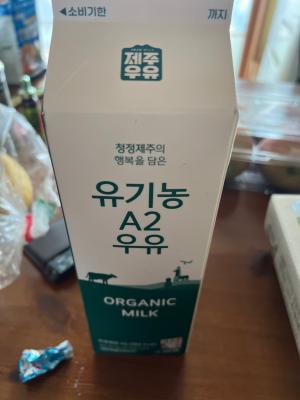 ◀소비기한 까지
제주
우유
청정제주의
행복을 담은
유기농
A2
우유
ORGANIC
MILK